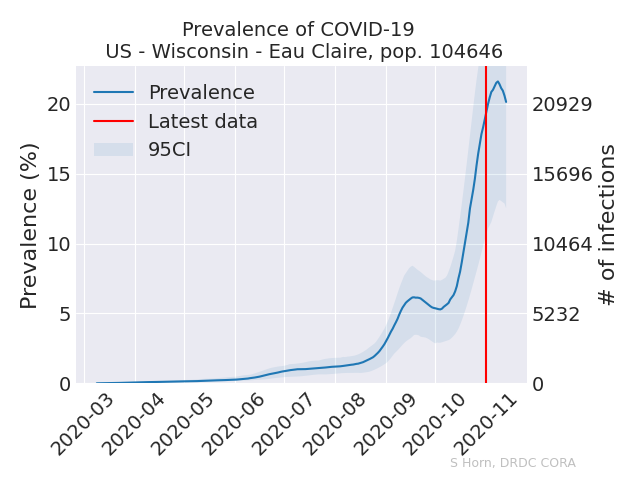 Prevalence of COVID-19
US - Wisconsin - Eau Claire, pop. 104646
Prevalence
Latest data
95CI
Prevalence (%)
20
15
10
5
0
20929
15696
10464
5232
0
# of infections
2020-03
2020-04
2020-05
2020-06
2020-07
2020-08
2020-09
2020-10
2020-11
S Horn, DRDC CORA